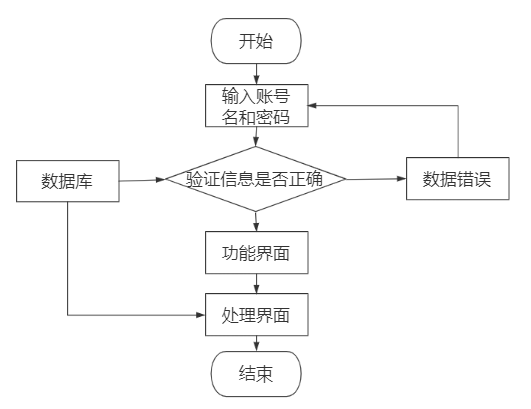 开始
输入账号
名和密码
数据库
验证信息是否正确
数据错误
功能界面
处理界面
结束